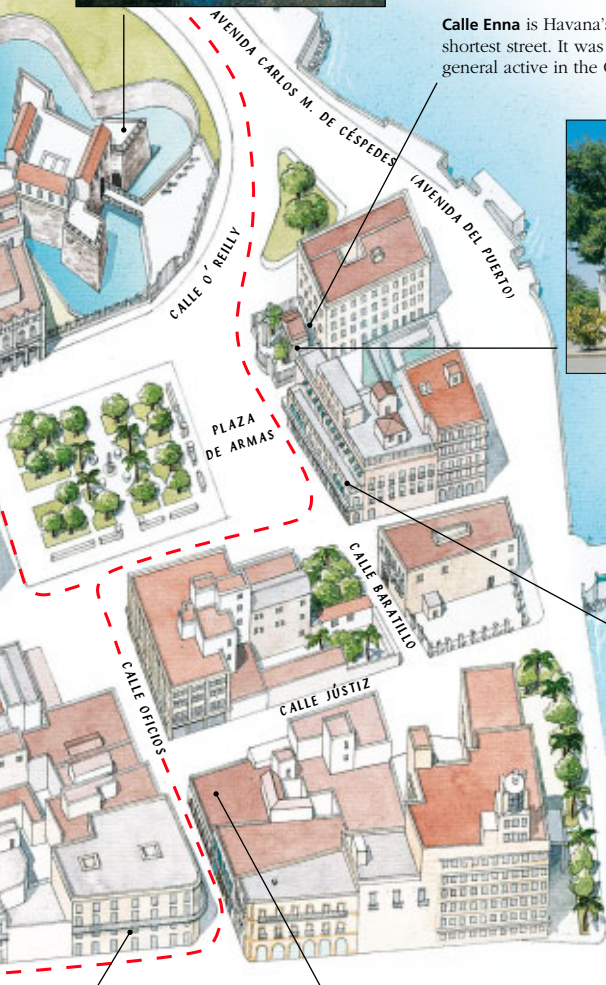 Calle Enna is Havana's
shortest street. It was
general active in the
AVENIDA CARLOS M. DE CÉSPEDES
(AVENIDA DEL PUERTO)
CALLE O'REILLY
PLAZA
DE ARMAS
CALLE BARATILLO
CALLE JÚSTIZ
CALLE OFICIOS